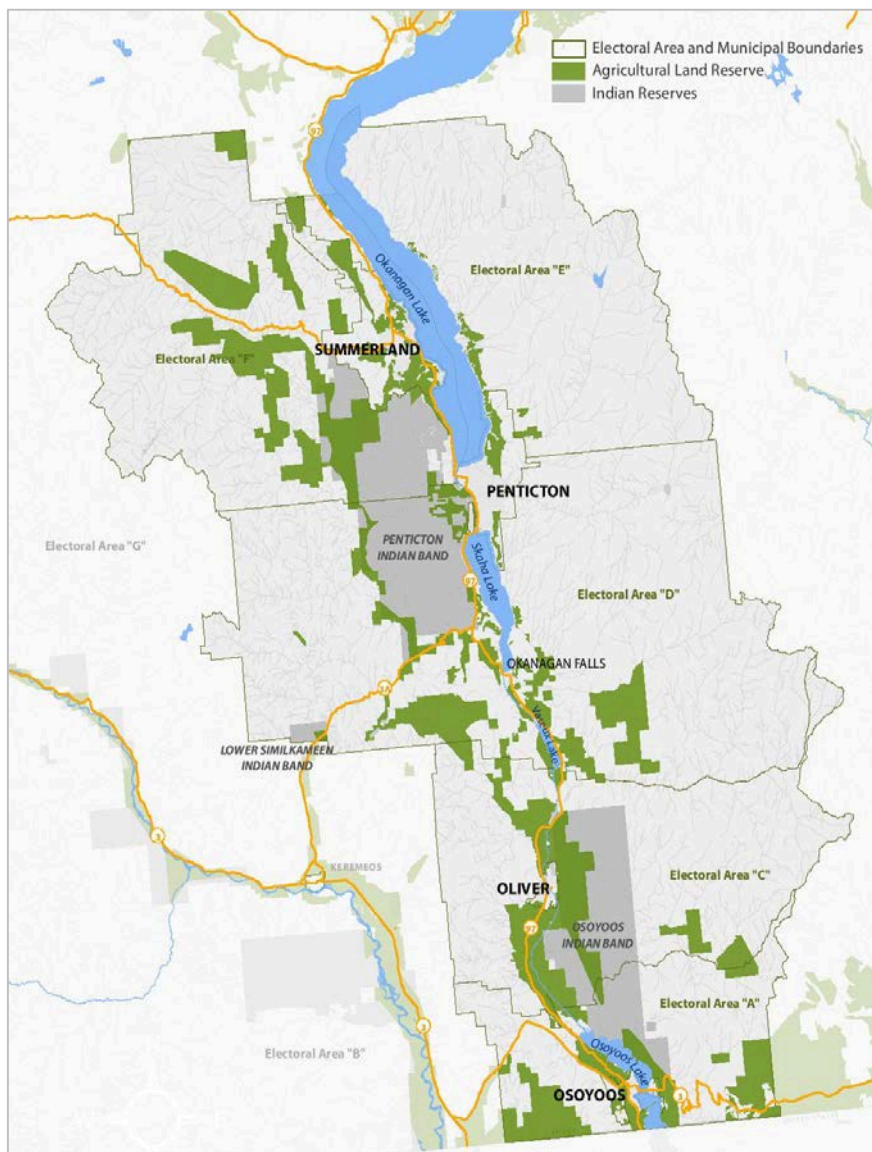 Electoral Area and Municipal Boundaries
Agricultural Land Reserve
Indian Reserves
97
Electoral Area "E"
Okanagan Lake
SUMMERLAND
Electoral Area "F"
PENTICTON
Electoral Area "G"
PENTICTON
INDIAN BAND
Skaha Lake
97
Electoral Area "D"
OKANAGAN FALLS
3A
Vaseux Lake
LOWER SIMILKAMEEN
INDIAN BAND
3
KEREMEOS
OLIVER
Electoral Area "C"
97
OSOYOOS
INDIAN BAND
Electoral Area "A"
3
Electoral Area "B"
Osoyoos Lake
OSOYOOS
3